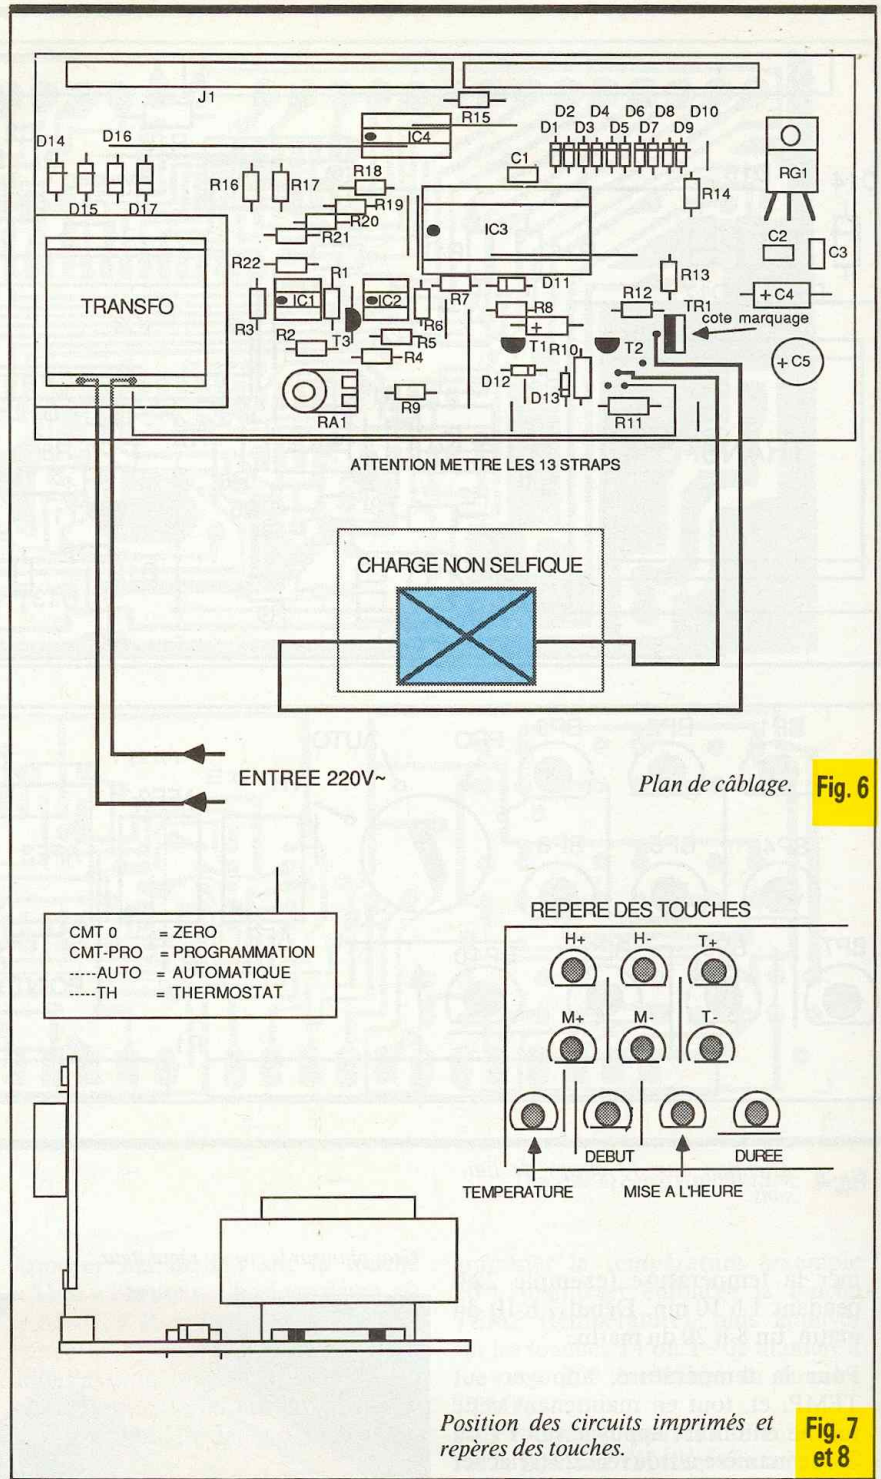 J1
R15
IC4
D2 D4 D6 D8 D10
D1 D3 D5 D7 D9
D14 D16
D15 D17
C1
RG1
R16 R17 R18
R19
R20
R21
R14
IC3
C2
C3
R22
R1
R13
D11
TRANSFO
IC1
IC2
R7
R8
R12
TR1
+C4
cote marquage
R3
R2
T3
R6
R5
R4
+
T1
R10
T2
+C5
D12
D13
RA1
R9
R11
ATTENTION METTRE LES 13 STRAPS
CHARGE NON SELFIQUE
ENTREE 220V~
Plan de câblage.
Fig. 6
CMT 0 = ZERO
CMT-PRO = PROGRAMMATION
-----AUTO = AUTOMATIQUE
-----TH = THERMOSTAT
REPERE DES TOUCHES
H+ H- T+
M+ M- T-
DEBUT DUREE
TEMPERATURE MISE A L'HEURE
Position des circuits imprimés et
repères des touches.
Fig. 7
et 8